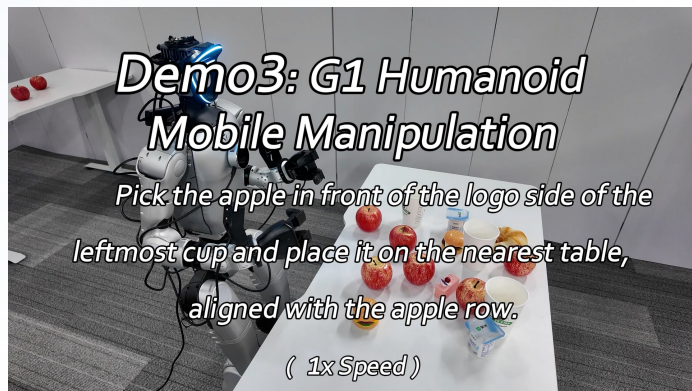 Demo3: G1 Humanoid
Mobile Manipulation
Pick the apple in front of the logo side of the
leftmost cup and place it on the nearest table,
aligned with the apple row.
( 1x Speed )